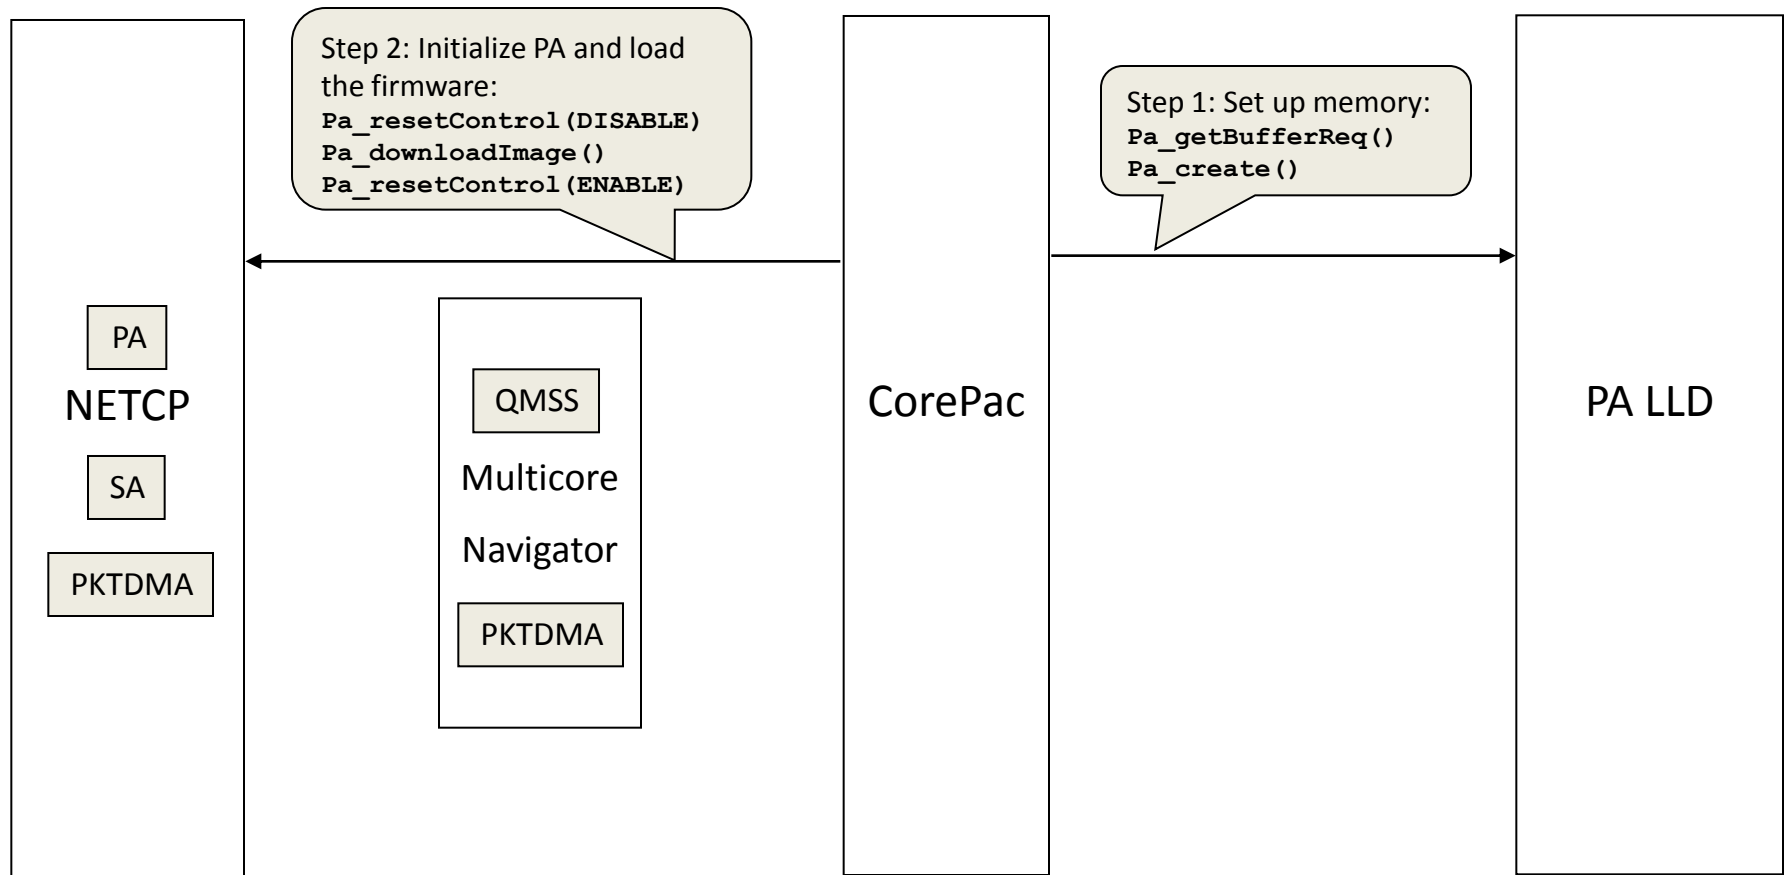 Step 2: Initialize PA and load
the firmware:
Pa_resetControl(DISABLE)
Pa_downloadImage()
Pa_resetControl(ENABLE)
Step 1: Set up memory:
Pa_getBufferReq()
Pa_create()
PA
NETCP
SA
PKTDMA
QMSS
Multicore
Navigator
PKTDMA
CorePac
PA LLD